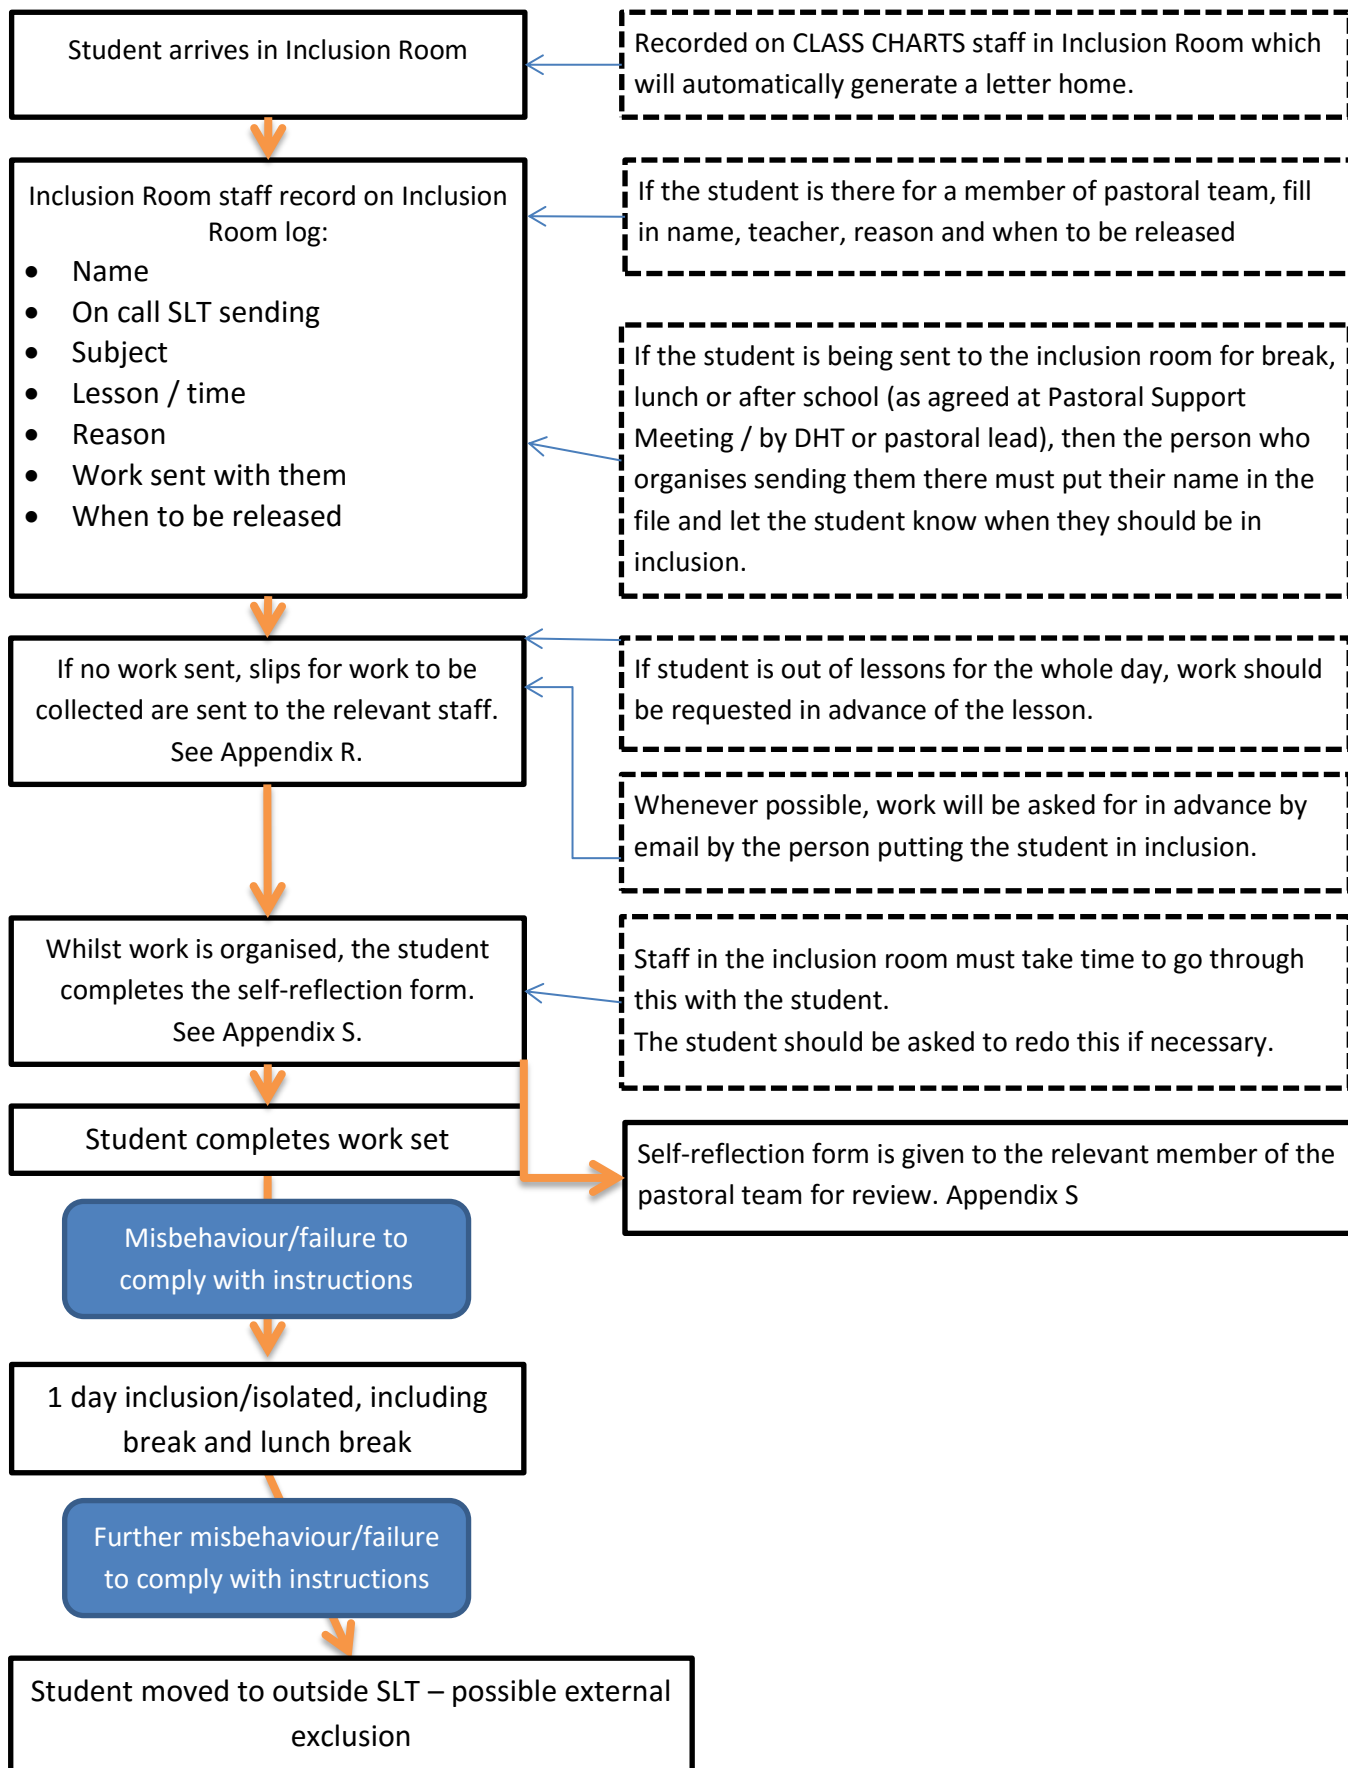 Student arrives in Inclusion Room
Recorded on CLASS CHARTS staff in Inclusion Room which
will automatically generate a letter home.
Inclusion Room staff record on Inclusion
Room log:
• Name
• On call SLT sending
• Subject
• Lesson / time
• Reason
• Work sent with them
• When to be released
If the student is there for a member of pastoral team, fill
in name, teacher, reason and when to be released
If the student is being sent to the inclusion room for break,
lunch or after school (as agreed at Pastoral Support
Meeting / by DHT or pastoral lead), then the person who
organises sending them there must put their name in the
file and let the student know when they should be in
inclusion.
If no work sent, slips for work to be
collected are sent to the relevant staff.
See Appendix R.
If student is out of lessons for the whole day, work should
be requested in advance of the lesson.
Whenever possible, work will be asked for in advance by
email by the person putting the student in inclusion.
Whilst work is organised, the student
completes the self-reflection form.
See Appendix S.
Staff in the inclusion room must take time to go through
this with the student.
The student should be asked to redo this if necessary.
Student completes work set
Self-reflection form is given to the relevant member of the
pastoral team for review. Appendix S
Misbehaviour/failure to
comply with instructions
1 day inclusion/isolated, including
break and lunch break
Further misbehaviour/failure
to comply with instructions
Student moved to outside SLT – possible external
exclusion